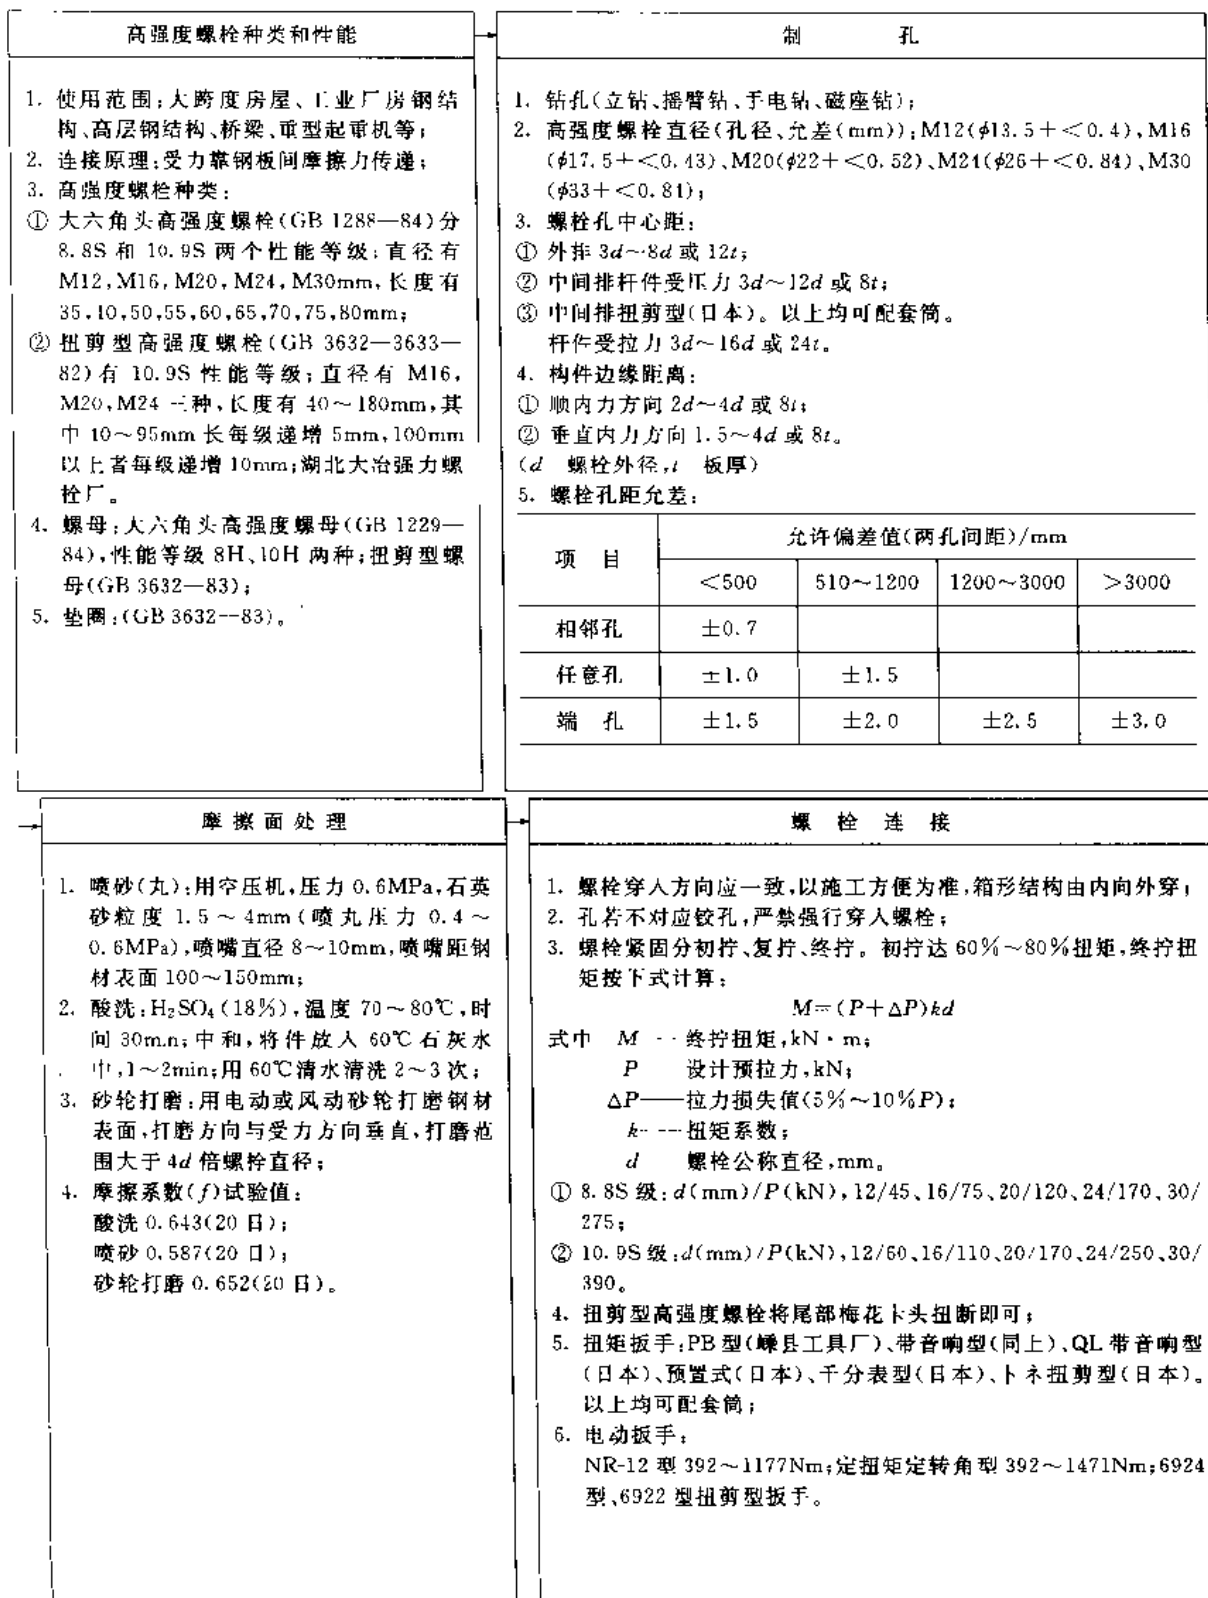 高强度螺栓种类和性能
1. 使用范围:大跨度房屋、工业厂房钢结
构、高层钢结构、桥梁、重型起重机等;
2. 连接原理:受力靠钢板间摩擦力传递;
3. 高强度螺栓种类:
① 大六角头高强度螺栓(GB 1288—84)分
8.8S 和 10.9S 两个性能等级;直径有
M12,M16,M20,M24,M30mm,长度有
35,40,50,55,60,65,70,75,80mm;
② 扭剪型高强度螺栓(GB 3632—3633—
82)有 10.9S 性能等级;直径有 M16,
M20,M24 三种,长度有 40～180mm,其
中 40～95mm 长每级递增 5mm,100mm
以上者每级递增 10mm;湖北大冶强力螺
栓厂。
4. 螺母:大六角头高强度螺母(GB 1229—
84),性能等级 8H、10H 两种;扭剪型螺
母(GB 3632—83);
5. 垫圈:(GB 3632—83)。
制 孔
1. 钻孔(立钻、摇臂钻、手电钻、磁座钻);
2. 高强度螺栓直径(孔径、允差(mm));M12(ϕ13.5+<0.4),M16
(ϕ17.5+<0.43)、M20(ϕ22+<0.52)、M24(ϕ26+<0.84)、M30
(ϕ33+<0.84);
3. 螺栓孔中心距:
① 外排 3d～8d 或 12t;
② 中间排杆件受压力 3d～12d 或 8t;
③ 中间排扭剪型(日本)。以上均可配套筒。
杆件受拉力 3d～16d 或 24t。
4. 构件边缘距离:
① 顺内力方向 2d～4d 或 8t;
② 垂直内力方向 1.5～4d 或 8t。
(d 螺栓外径,t 板厚)
5. 螺栓孔距允差:
项 目 允许偏差值(两孔间距)/mm
<500 510～1200 1200～3000 >3000
相邻孔 ±0.7
任意孔 ±1.0 ±1.5
端 孔 ±1.5 ±2.0 ±2.5 ±3.0
摩擦面处理
1. 喷砂(丸):用空压机,压力 0.6MPa,石英
砂粒度 1.5～4mm(喷丸压力 0.4～
0.6MPa),喷嘴直径 8～10mm,喷嘴距钢
材表面 100～150mm;
2. 酸洗:H₂SO₄(18%),温度 70～80℃,时
间 30min;中和,将件放入 60℃石灰水
中,1～2min;用 60℃清水清洗 2～3 次;
3. 砂轮打磨:用电动或风动砂轮打磨钢材
表面,打磨方向与受力方向垂直,打磨范
围大于 4d 倍螺栓直径;
4. 摩擦系数(f)试验值:
酸洗 0.643(20 日);
喷砂 0.587(20 日);
砂轮打磨 0.652(20 日)。
螺栓连接
1. 螺栓穿入方向应一致,以施工方便为准,箱形结构由内向外穿;
2. 孔若不对应铰孔,严禁强行穿入螺栓;
3. 螺栓紧固分初拧、复拧、终拧。初拧达 60%～80%扭矩,终拧扭
矩按下式计算:
M=(P+ΔP)kd
式中 M——终拧扭矩,kN·m;
P 设计预拉力,kN;
ΔP——拉力损失值(5%～10%P);
k——扭矩系数;
d 螺栓公称直径,mm。
① 8.8S 级:d(mm)/P(kN),12/45、16/75、20/120、24/170、30/
275;
② 10.9S 级:d(mm)/P(kN),12/60、16/110、20/170、24/250、30/
390。
4. 扭剪型高强度螺栓将尾部梅花卡头扭断即可;
5. 扭矩扳手:PB 型(嵊县工具厂)、带音响型(同上)、QL 带音响型
(日本)、预置式(日本)、千分表型(日本)、トネ扭剪型(日本)。
以上均可配套筒;
6. 电动扳手:
NR-12 型 392～1177Nm;定扭矩定转角型 392～1471Nm;6924
型、6922 型扭剪型扳手。